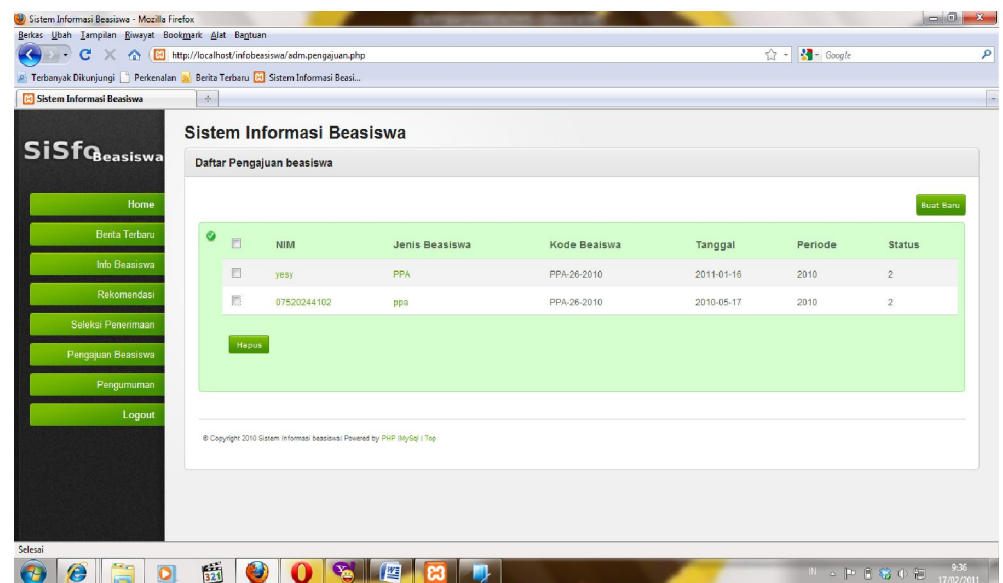 Sistem Informasi Beasiswa - Mozilla Firefox
Berkas Ubah Tampilan Riwayat Bookmark Alat Bantuan
http://localhost/infobeasiswa/adm.pengajuan.php
Google
Terbanyak Dikunjungi Perkenalan Berita Terbaru Sistem Informasi Beasi...
Sistem Informasi Beasiswa
SiSfo Beasiswa
Home
Berita Terbaru
Info Beasiswa
Rekomendasi
Seleksi Penerimaan
Pengajuan Beasiswa
Pengumuman
Logout
Sistem Informasi Beasiswa
Daftar Pengajuan beasiswa
Buat Baru
NIM Jenis Beasiswa Kode Beaiswa Tanggal Periode Status
yesy PPA PPA-26-2010 2011-01-16 2010 2
07520244102 ppa PPA-26-2010 2010-05-17 2010 2
Hapus
© Copyright 2010 Sistem Informasi beasiswa| Powered by PHP |MySql | Top
Selesai
321
IN
9:36
17/02/2011